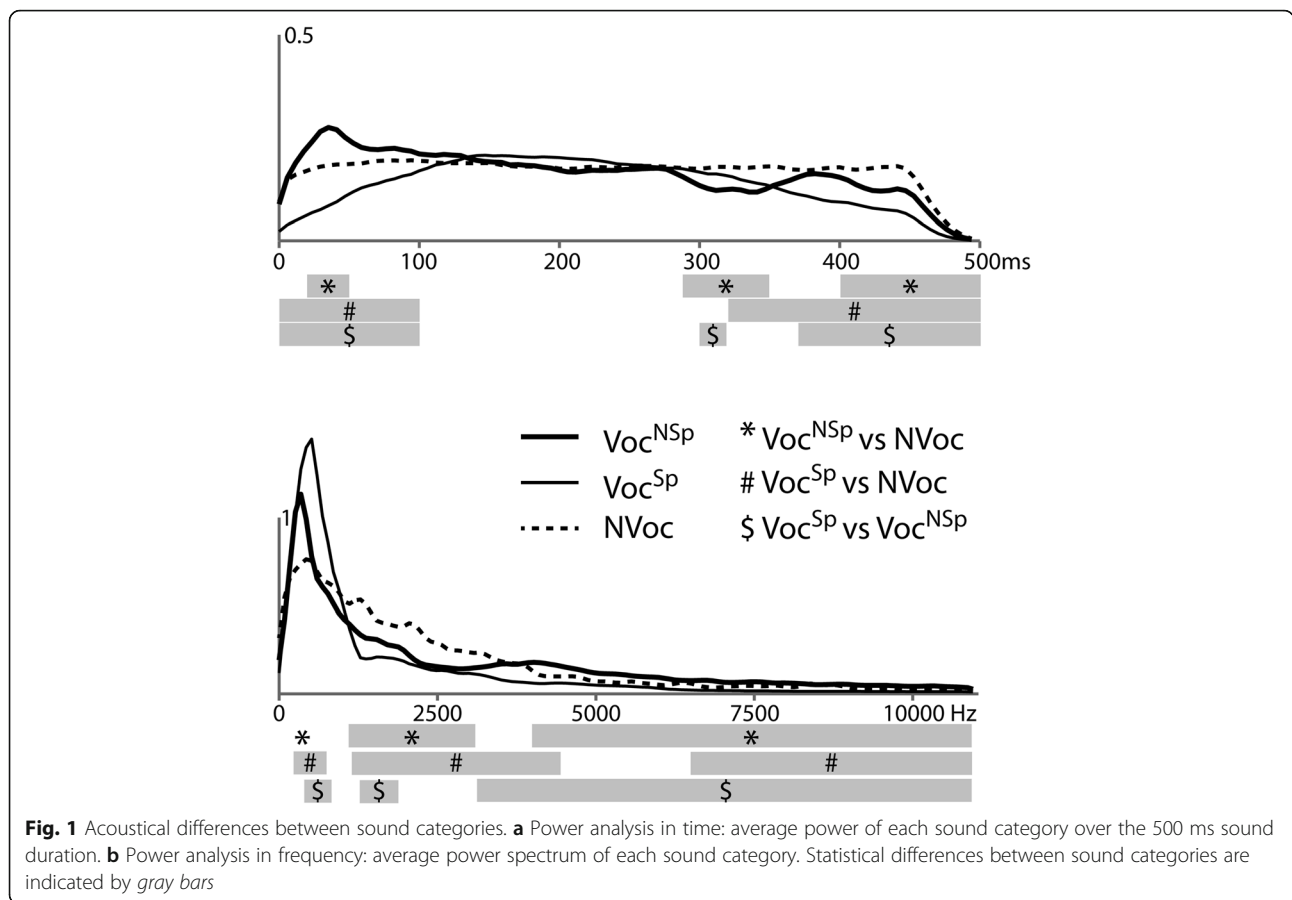 0.5
0 100 200 300 400 500ms
* * *
# #
$ $ $
Voc^NSp * Voc^NSp vs NVoc
Voc^Sp # Voc^Sp vs NVoc
NVoc $ Voc^Sp vs Voc^NSp
1
0 2500 5000 7500 10000 Hz
* * *
# # #
$ $ $
Fig. 1 Acoustical differences between sound categories. a Power analysis in time: average power of each sound category over the 500 ms sound
duration. b Power analysis in frequency: average power spectrum of each sound category. Statistical differences between sound categories are
indicated by gray bars